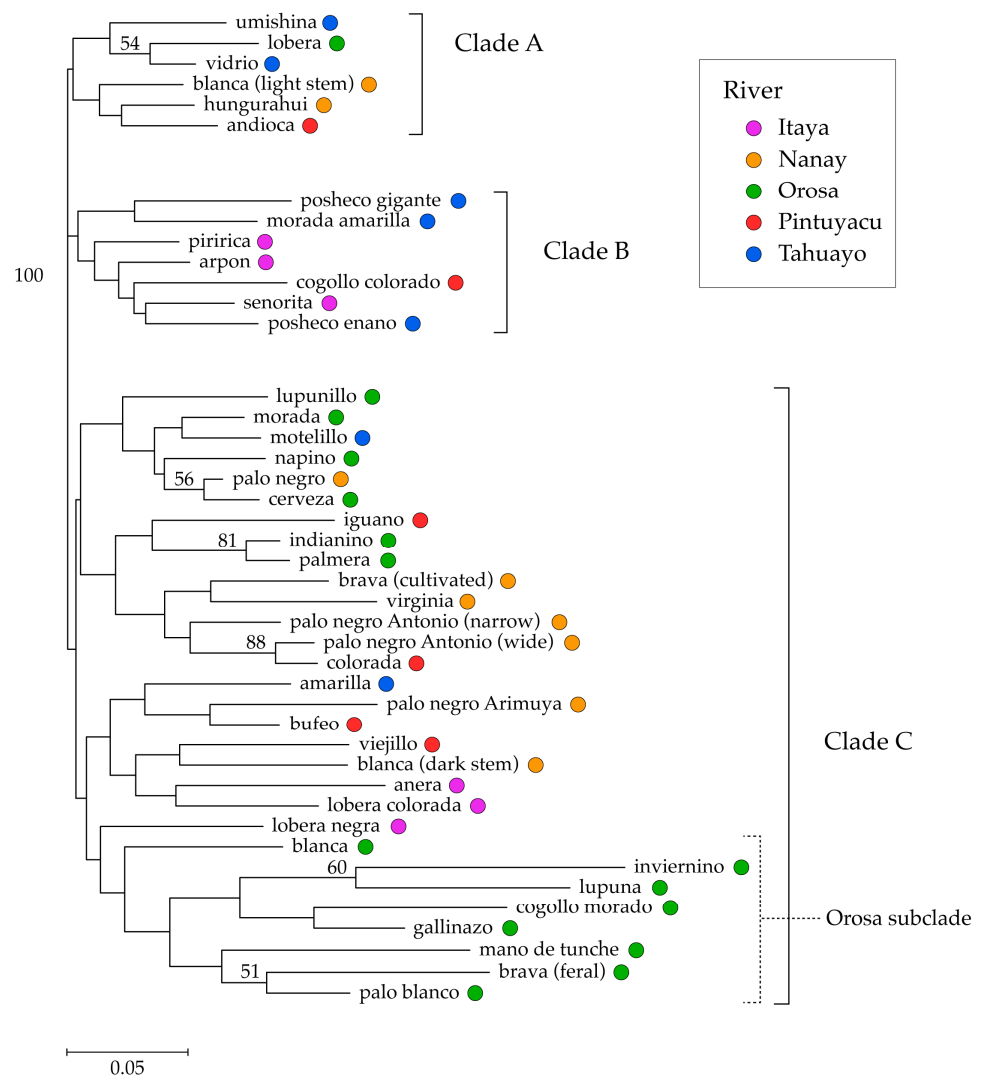 umishina
54
lobera
vidrio
blanca (light stem)
hungurahui
andioca
Clade A
River
Itaya
Nanay
Orosa
Pintuyacu
Tahuayo
posheco gigante
morada amarilla
piririca
arpon
cogollo colorado
senorita
posheco enano
Clade B
100
lupunillo
morada
motelillo
napino
56
palo negro
cerveza
iguano
81
indianino
palmera
brava (cultivated)
virginia
palo negro Antonio (narrow)
88
palo negro Antonio (wide)
colorada
amarilla
palo negro Arimuya
bufeo
viejillo
blanca (dark stem)
anera
lobera colorada
lobera negra
blanca
60
inviernino
lupuna
cogollo morado
gallinazo
mano de tunche
51
brava (feral)
palo blanco
Clade C
Orosa subclade
0.05